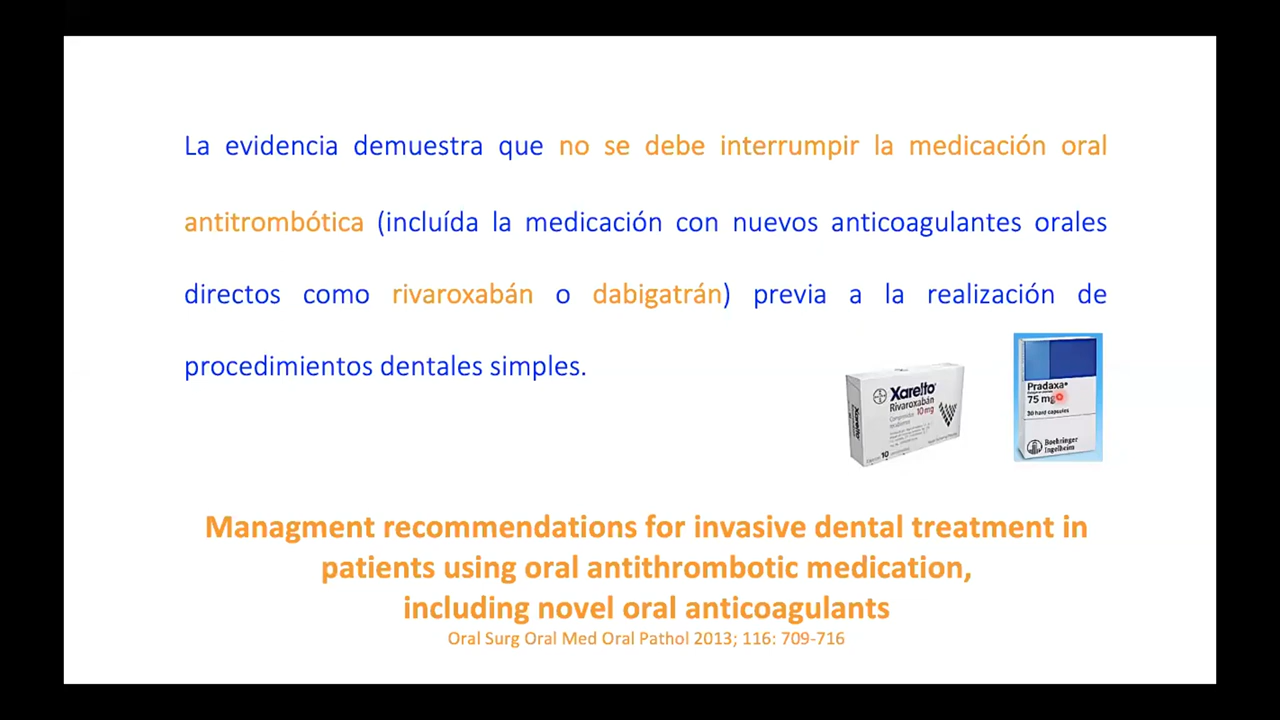 La evidencia demuestra que no se debe interrumpir la medicación oral
antitrombótica (incluída la medicación con nuevos anticoagulantes orales
directos como rivaroxabán o dabigatrán) previa a la realización de
procedimientos dentales simples.
Xarelto®
Rivaroxabán
10 mg
Xarelto
10
Pradaxa®
75 mg
30 hard capsules
Boehringer
Ingelheim
Managment recommendations for invasive dental treatment in
patients using oral antithrombotic medication,
including novel oral anticoagulants
Oral Surg Oral Med Oral Pathol 2013; 116: 709-716